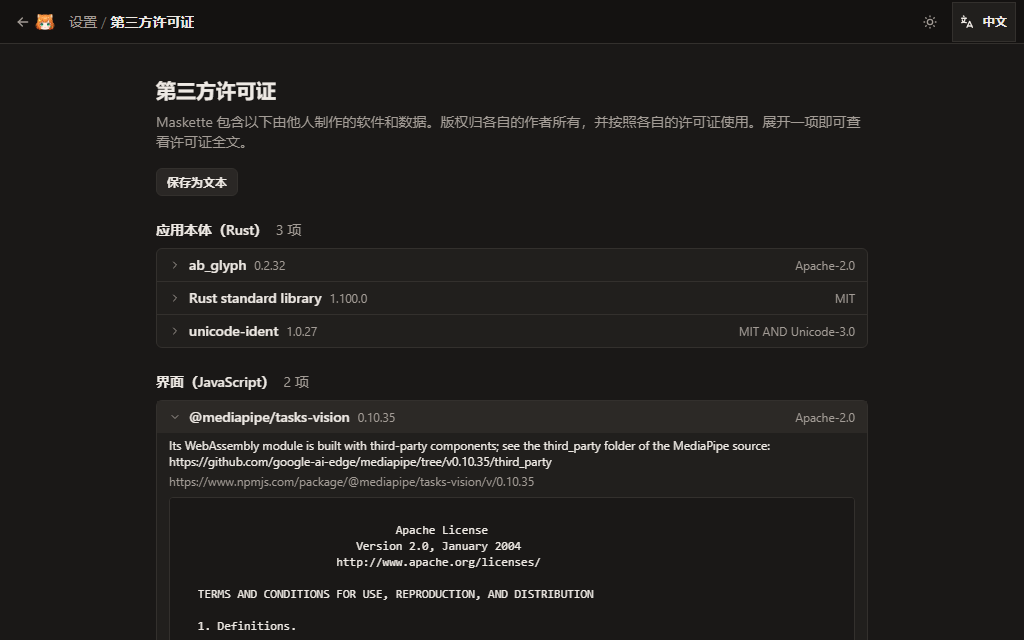 设置 / 第三方许可证
中文
第三方许可证
Maskette 包含以下由他人制作的软件和数据。版权归各自的作者所有，并按照各自的许可证使用。展开一项即可查
看许可证全文。
保存为文本
应用本体（Rust） 3 项
ab_glyph 0.2.32 Apache-2.0
Rust standard library 1.100.0 MIT
unicode-ident 1.0.27 MIT AND Unicode-3.0
界面（JavaScript） 2 项
@mediapipe/tasks-vision 0.10.35 Apache-2.0
Its WebAssembly module is built with third-party components; see the third_party folder of the MediaPipe source:
https://github.com/google-ai-edge/mediapipe/tree/v0.10.35/third_party
https://www.npmjs.com/package/@mediapipe/tasks-vision/v/0.10.35
Apache License
Version 2.0, January 2004
http://www.apache.org/licenses/
TERMS AND CONDITIONS FOR USE, REPRODUCTION, AND DISTRIBUTION
1. Definitions.